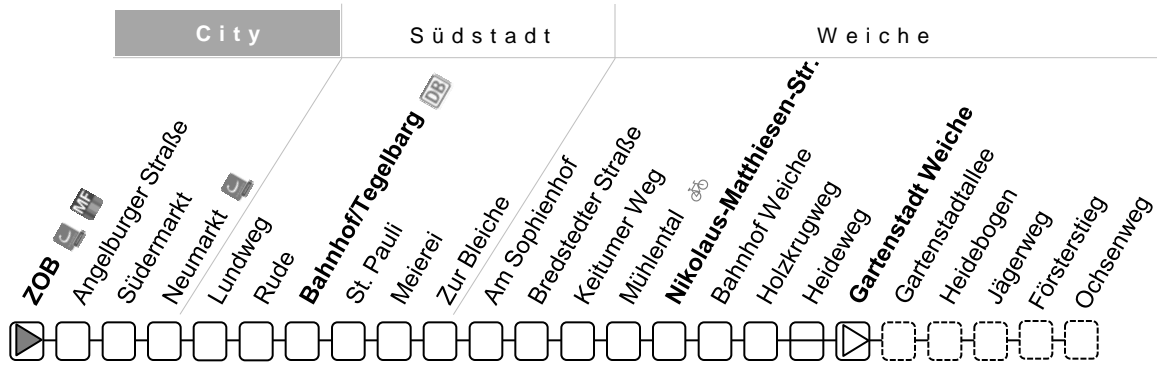 City
Südstadt
Weiche
ZOB
MF
Angelburger Straße
Südermarkt
Neumarkt
Lundweg
Rude
Bahnhof/Tegelbarg
DB
St. Pauli
Meierei
Zur Bleiche
Am Sophienhof
Bredstedter Straße
Keitumer Weg
Mühlental
Nikolaus-Matthiesen-Str.
Bahnhof Weiche
Holzkrugweg
Heideweg
Gartenstadt Weiche
Gartenstadtallee
Heidebogen
Jägerweg
Försterstieg
Ochsenweg